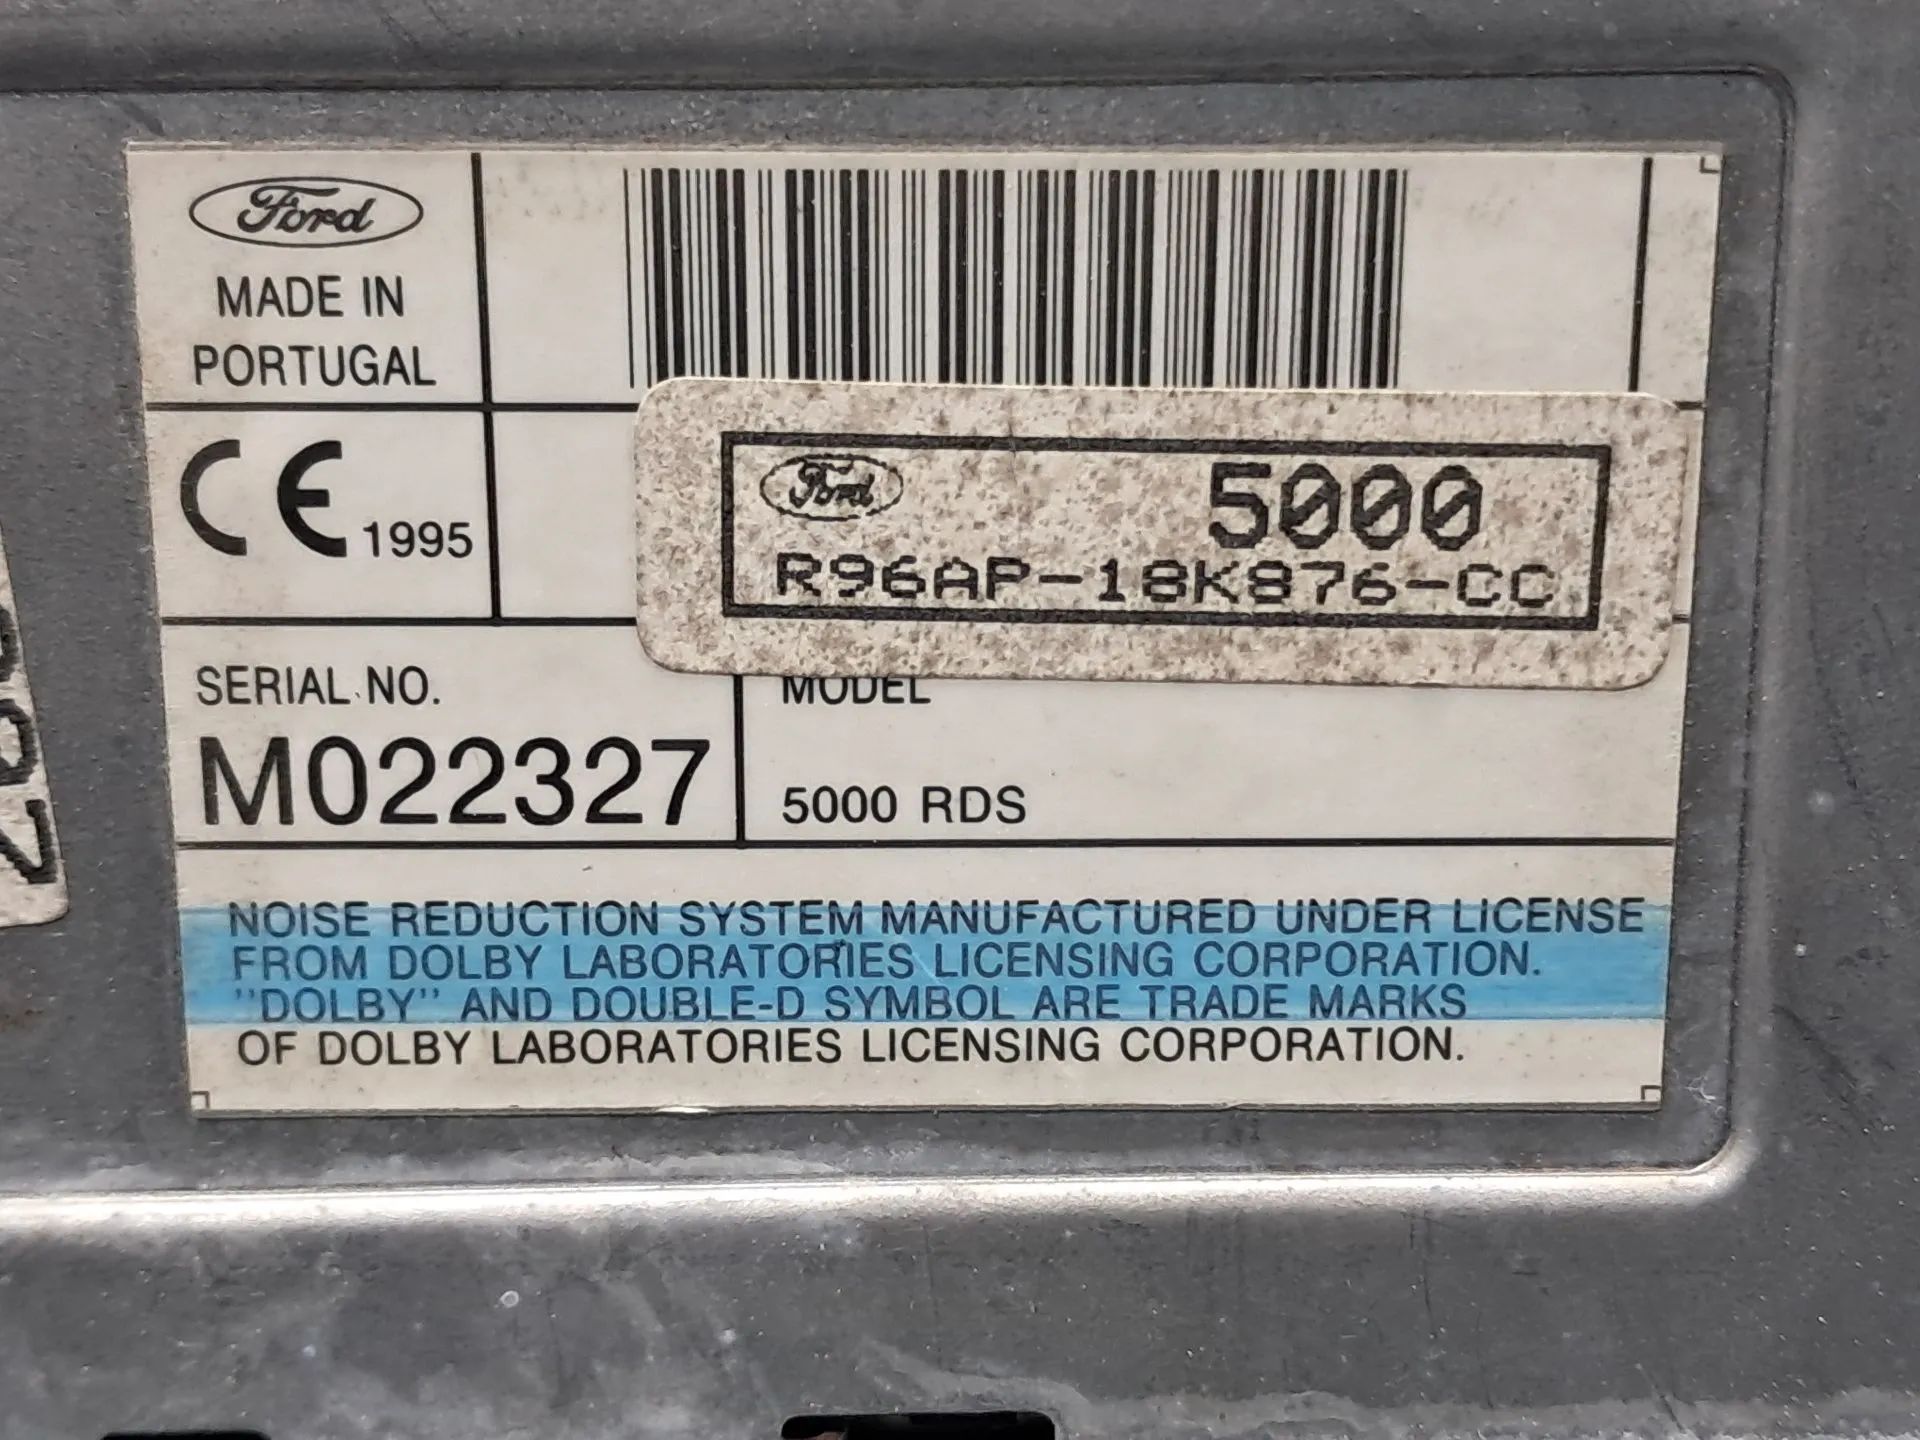 Ford
MADE IN
PORTUGAL
CE 1995
Ford 5000
R96AP-18K876-CC
SERIAL NO.
M022327
MODEL
5000 RDS
NOISE REDUCTION SYSTEM MANUFACTURED UNDER LICENSE
FROM DOLBY LABORATORIES LICENSING CORPORATION.
"DOLBY" AND DOUBLE-D SYMBOL ARE TRADE MARKS
OF DOLBY LABORATORIES LICENSING CORPORATION.